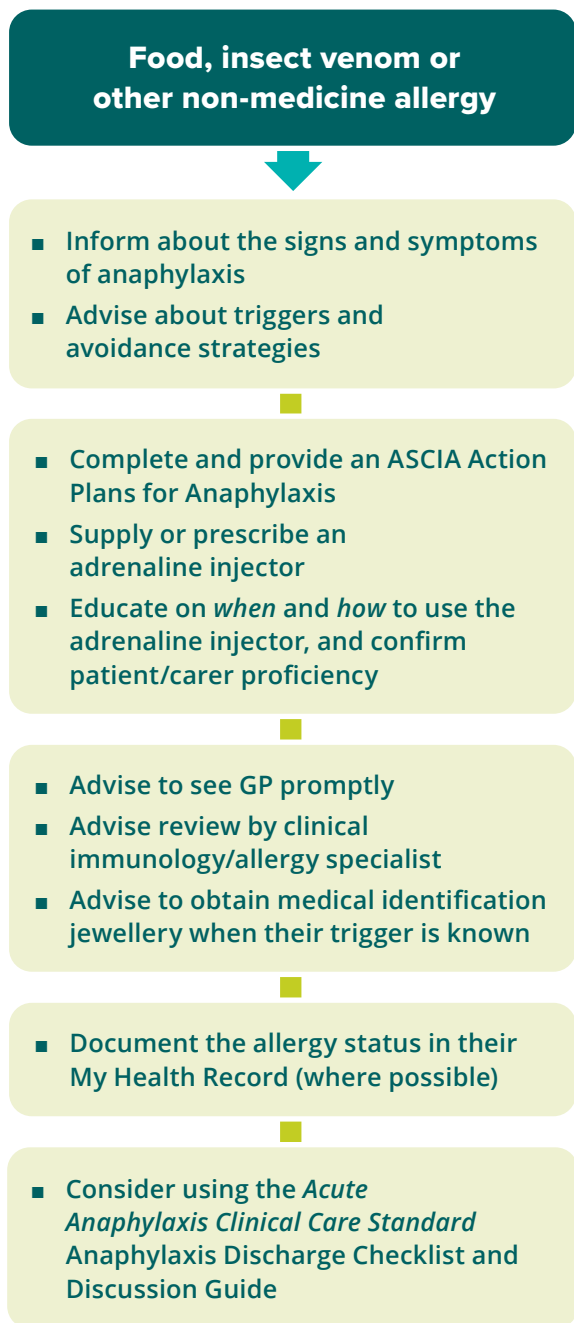 Food, insect venom or
other non-medicine allergy
■ Inform about the signs and symptoms
of anaphylaxis
■ Advise about triggers and
avoidance strategies
■ Complete and provide an ASCIA Action
Plans for Anaphylaxis
■ Supply or prescribe an
adrenaline injector
■ Educate on when and how to use the
adrenaline injector, and confirm
patient/carer proficiency
■ Advise to see GP promptly
■ Advise review by clinical
immunology/allergy specialist
■ Advise to obtain medical identification
jewellery when their trigger is known
■ Document the allergy status in their
My Health Record (where possible)
■ Consider using the Acute
Anaphylaxis Clinical Care Standard
Anaphylaxis Discharge Checklist and
Discussion Guide